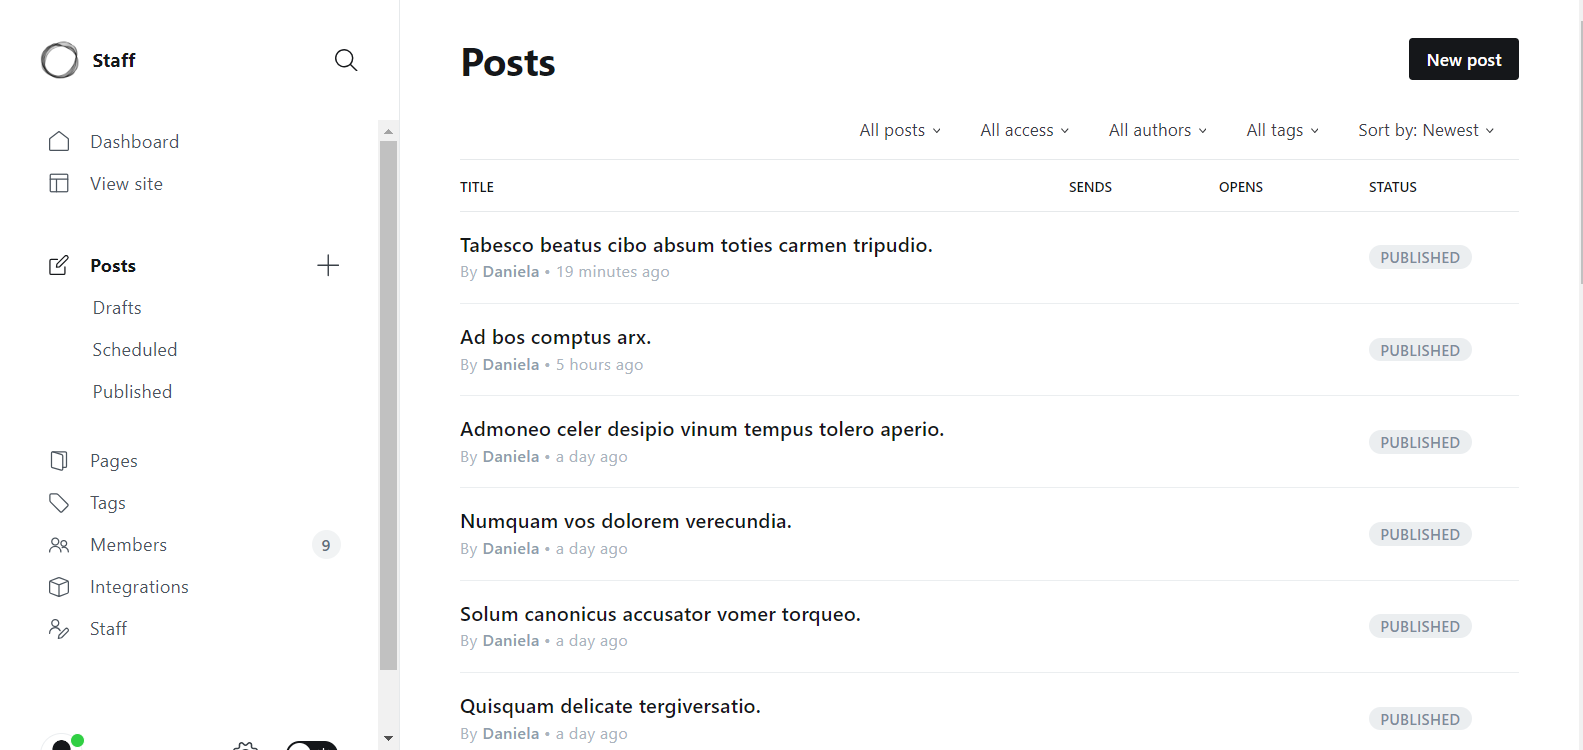 Staff
Dashboard
View site
Posts
Drafts
Scheduled
Published
Pages
Tags
Members 9
Integrations
Staff
Posts
New post
All posts All access All authors All tags Sort by: Newest
TITLE SENDS OPENS STATUS
Tabesco beatus cibo absum toties carmen tripudio.
By Daniela • 19 minutes ago
PUBLISHED
Ad bos comptus arx.
By Daniela • 5 hours ago
PUBLISHED
Admoneo celer desipio vinum tempus tolero aperio.
By Daniela • a day ago
PUBLISHED
Numquam vos dolorem verecundia.
By Daniela • a day ago
PUBLISHED
Solum canonicus accusator vomer torqueo.
By Daniela • a day ago
PUBLISHED
Quisquam delicate tergiversatio.
By Daniela • a day ago
PUBLISHED